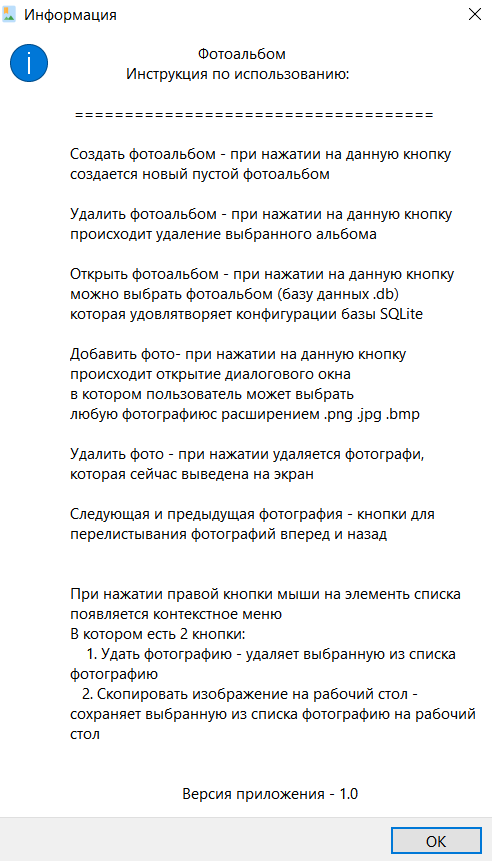 Информация
Фотоальбом
Инструкция по использованию:
====================================
Создать фотоальбом - при нажатии на данную кнопку
создается новый пустой фотоальбом
Удалить фотоальбом - при нажатии на данную кнопку
происходит удаление выбранного альбома
Открыть фотоальбом - при нажатии на данную кнопку
можно выбрать фотоальбом (базу данных .db)
которая удовлятворяет конфигурации базы SQLite
Добавить фото- при нажатии на данную кнопку
происходит открытие диалогового окна
в котором пользователь может выбрать
любую фотографиюс расширением .png .jpg .bmp
Удалить фото - при нажатии удаляется фотографи,
которая сейчас выведена на экран
Следующая и предыдущая фотография - кнопки для
перелистывания фотографий вперед и назад
При нажатии правой кнопки мыши на элементь списка
появляется контекстное меню
В котором есть 2 кнопки:
1. Удать фотографию - удаляет выбранную из списка
фотографию
2. Скопировать изображение на рабочий стол -
сохраняет выбранную из списка фотографию на рабочий
стол
Версия приложения - 1.0
OK